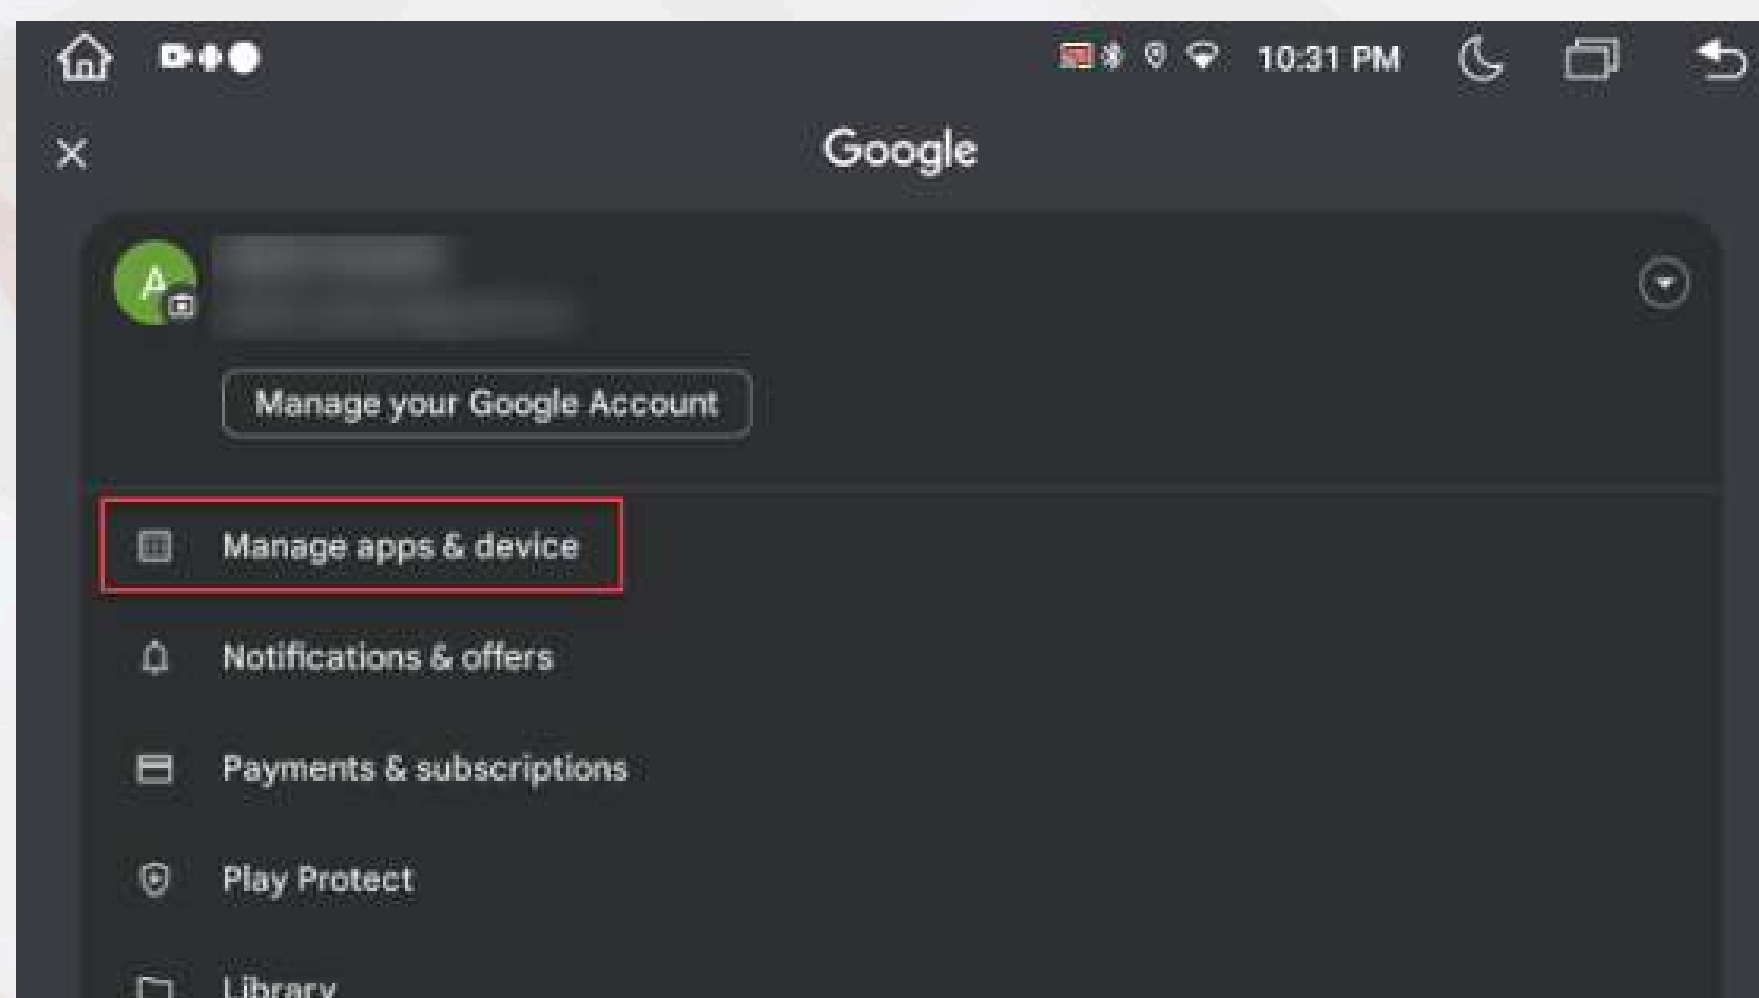 10:31 PM
Google
A
Manage your Google Account
Manage apps & device
Notifications & offers
Payments & subscriptions
Play Protect
Library